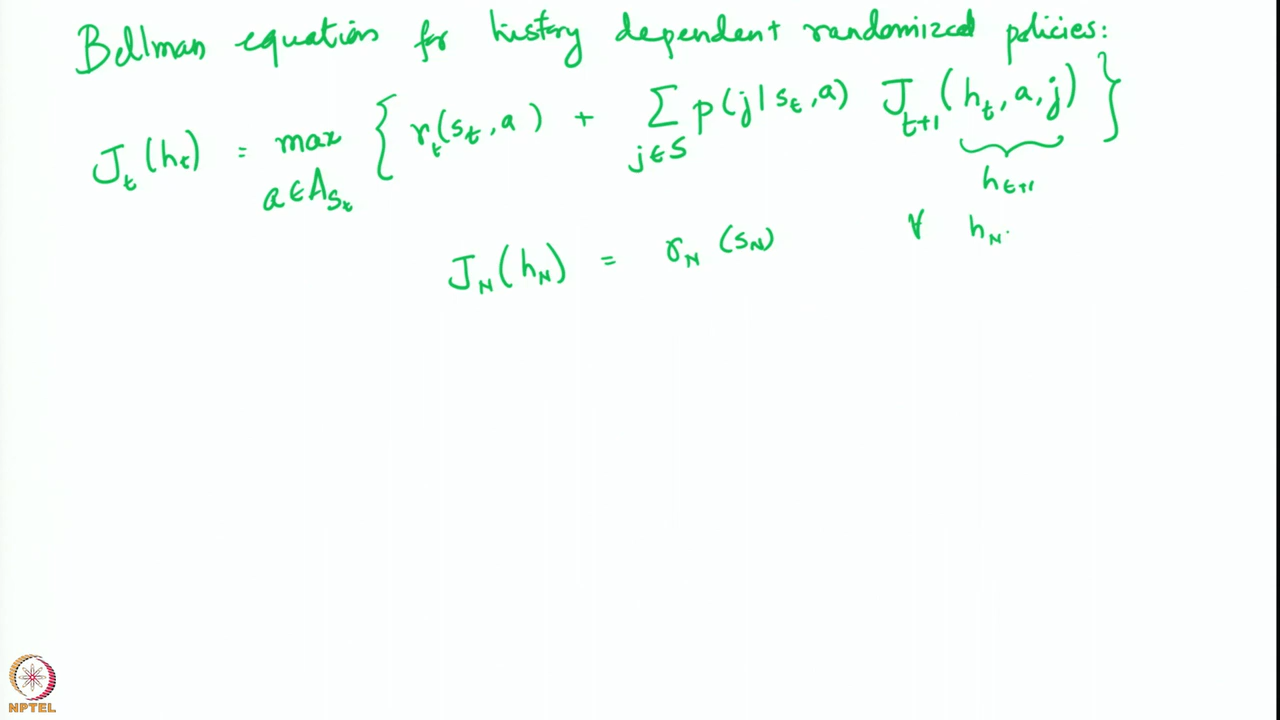 Bellman equation for history dependent randomized policies:
J_t (h_t) = max_{a ∈ A_{s_t}} { r_t (s_t, a) + Σ_{j ∈ S} p(j | s_t, a) J_{t+1} (h_t, a, j) }
h_{t+1}
J_N (h_N) = r_N (s_N) ∀ h_N.
NPTEL